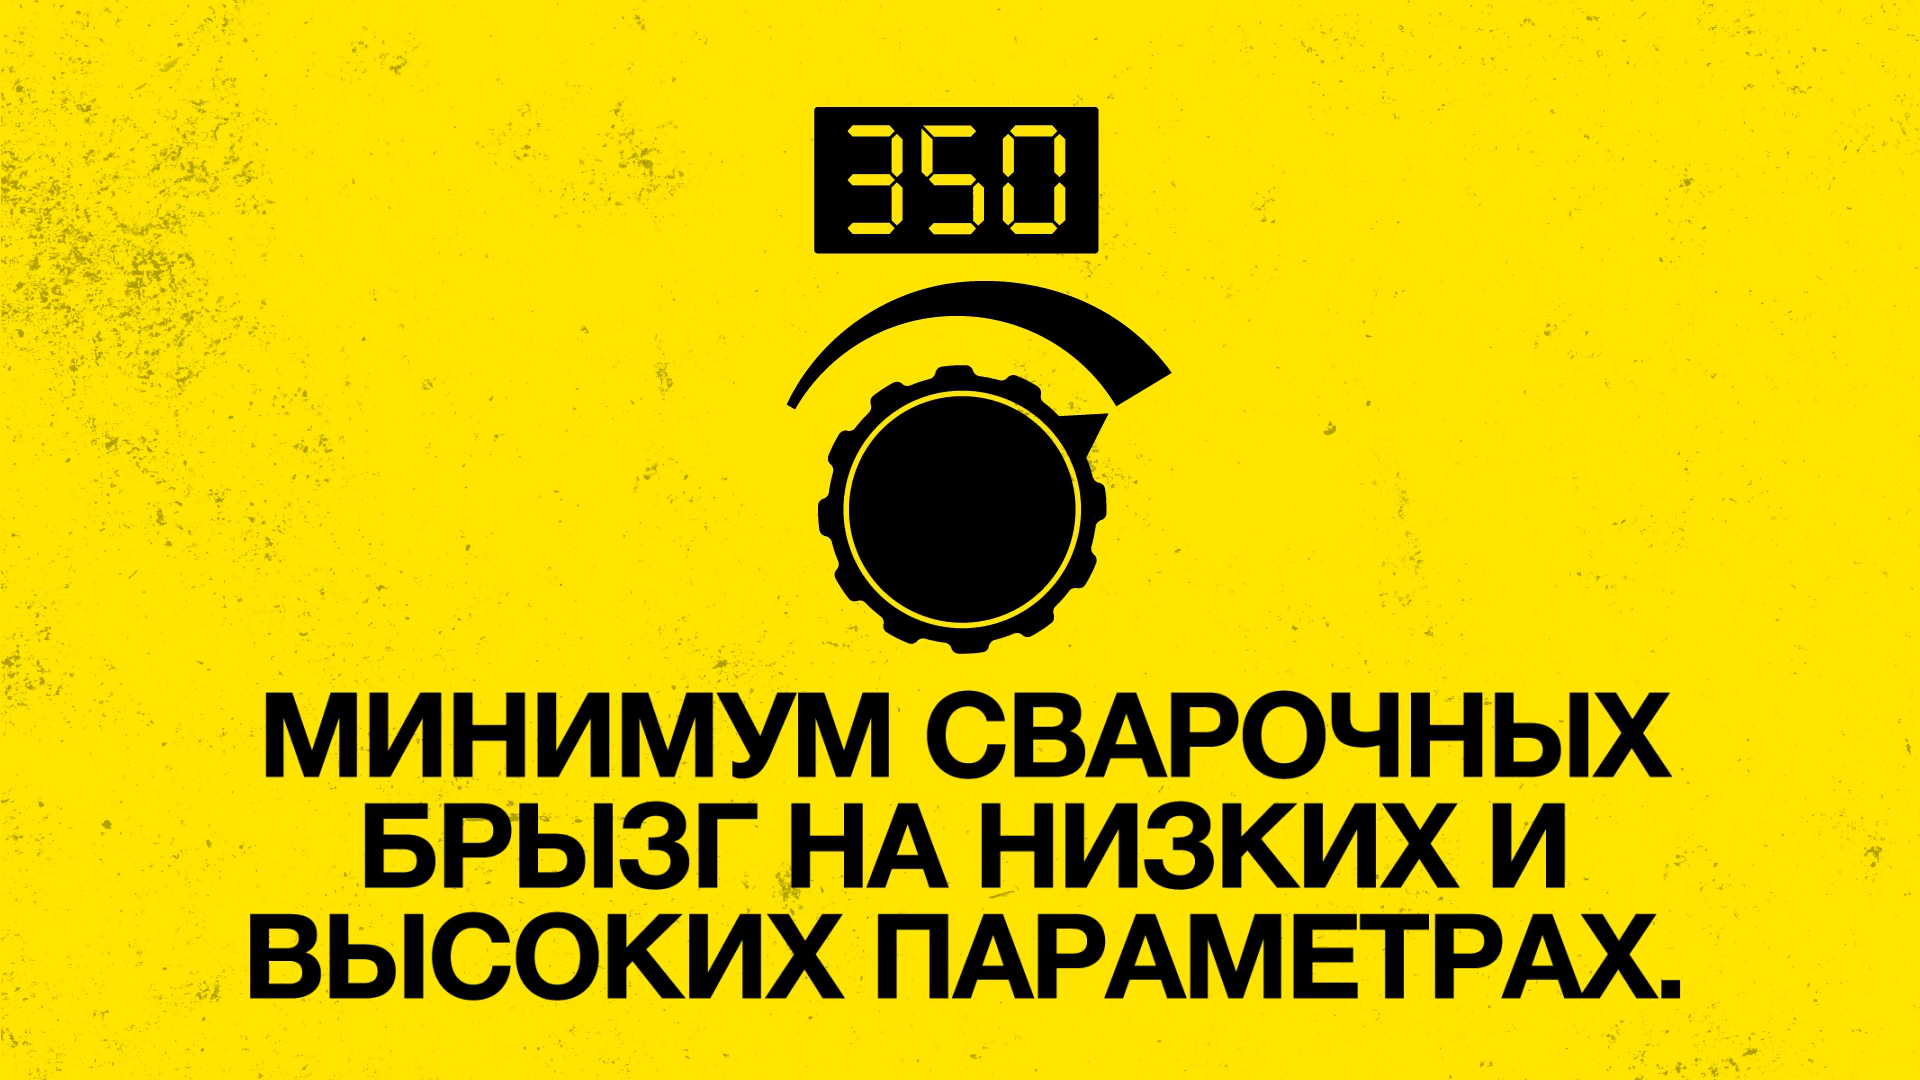 350
МИНИМУМ СВАРОЧНЫХ
БРЫЗГ НА НИЗКИХ И
ВЫСОКИХ ПАРАМЕТРАХ.